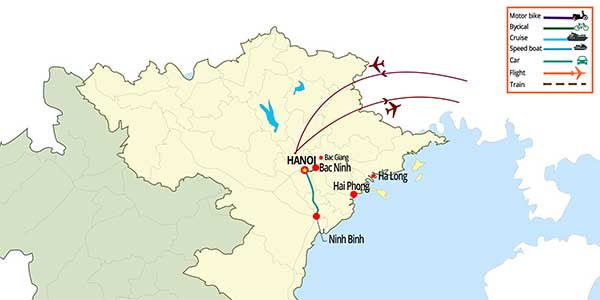 Motor bike
Bycical
Cruise
Speed boat
Car
Flight
Train
HANOI
Bac Giang
Bac Ninh
Ha Long
Hai Phong
Ninh Binh